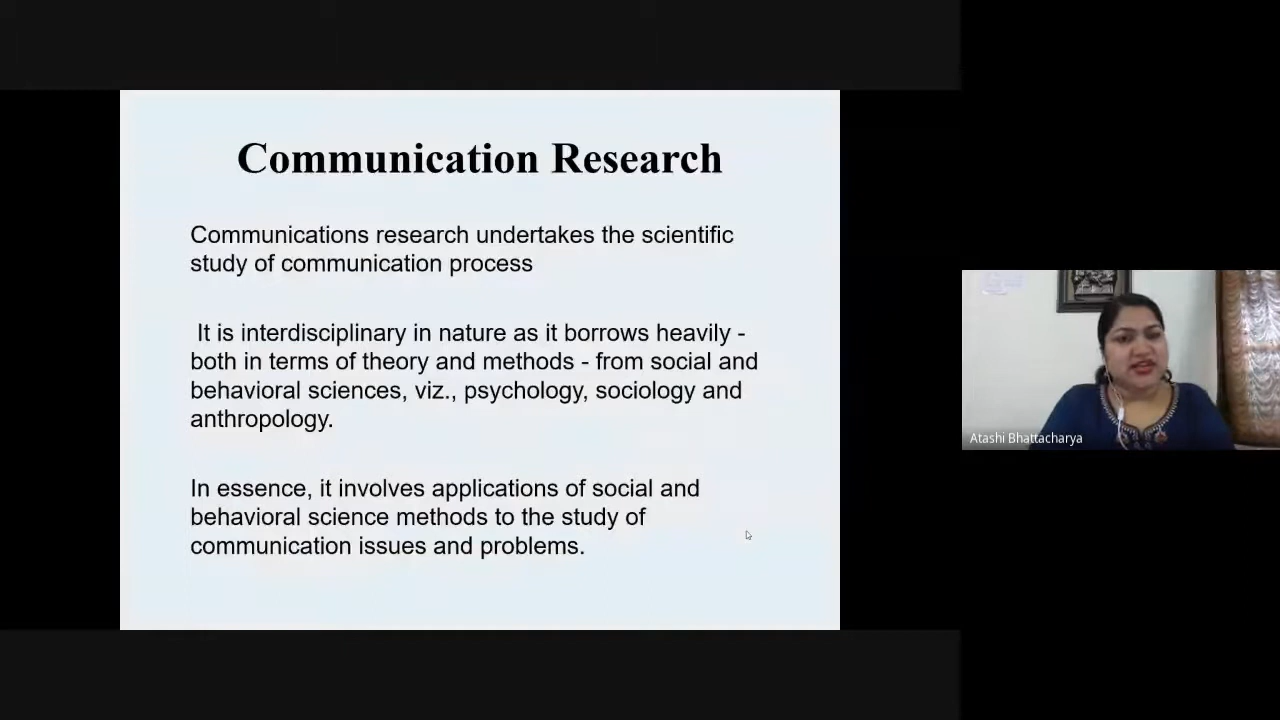 Communication Research
Communications research undertakes the scientific
study of communication process
It is interdisciplinary in nature as it borrows heavily -
both in terms of theory and methods - from social and
behavioral sciences, viz., psychology, sociology and
anthropology.
In essence, it involves applications of social and
behavioral science methods to the study of
communication issues and problems.
Atashi Bhattacharya